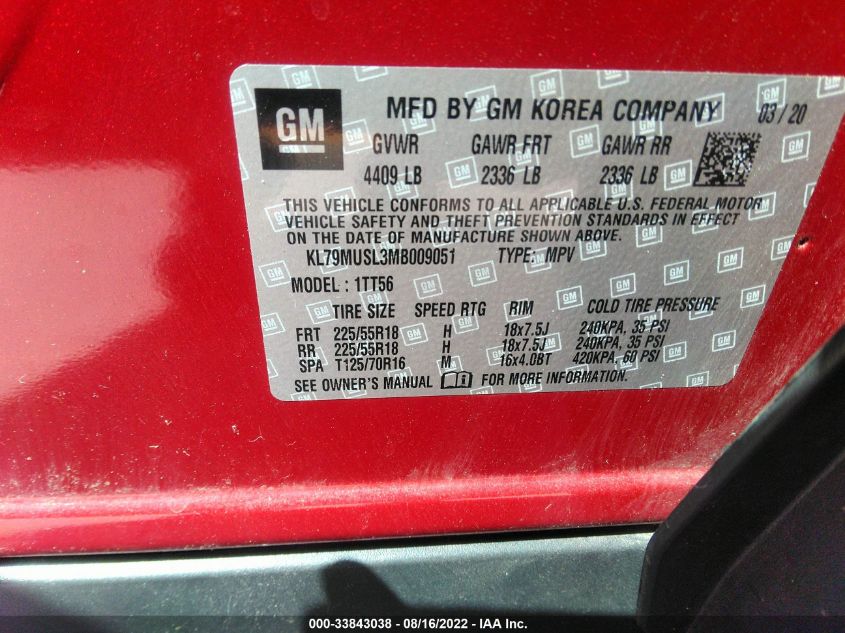 GM
MFD BY GM KOREA COMPANY 03/20
GVWR GAWR FRT GAWR RR
4409 LB 2336 LB 2336 LB
THIS VEHICLE CONFORMS TO ALL APPLICABLE U.S. FEDERAL MOTOR
VEHICLE SAFETY AND THEFT PREVENTION STANDARDS IN EFFECT
ON THE DATE OF MANUFACTURE SHOWN ABOVE.
KL79MUSL3MB009051 TYPE: MPV
MODEL : 1TT56
TIRE SIZE SPEED RTG RIM COLD TIRE PRESSURE
FRT 225/55R18 H 18x7.5J 240KPA, 35 PSI
RR 225/55R18 H 18x7.5J 240KPA, 35 PSI
SPA T125/70R16 M 16x4.0BT 420KPA, 60 PSI
SEE OWNER'S MANUAL FOR MORE INFORMATION.
000-33843038 - 08/16/2022 - IAA Inc.